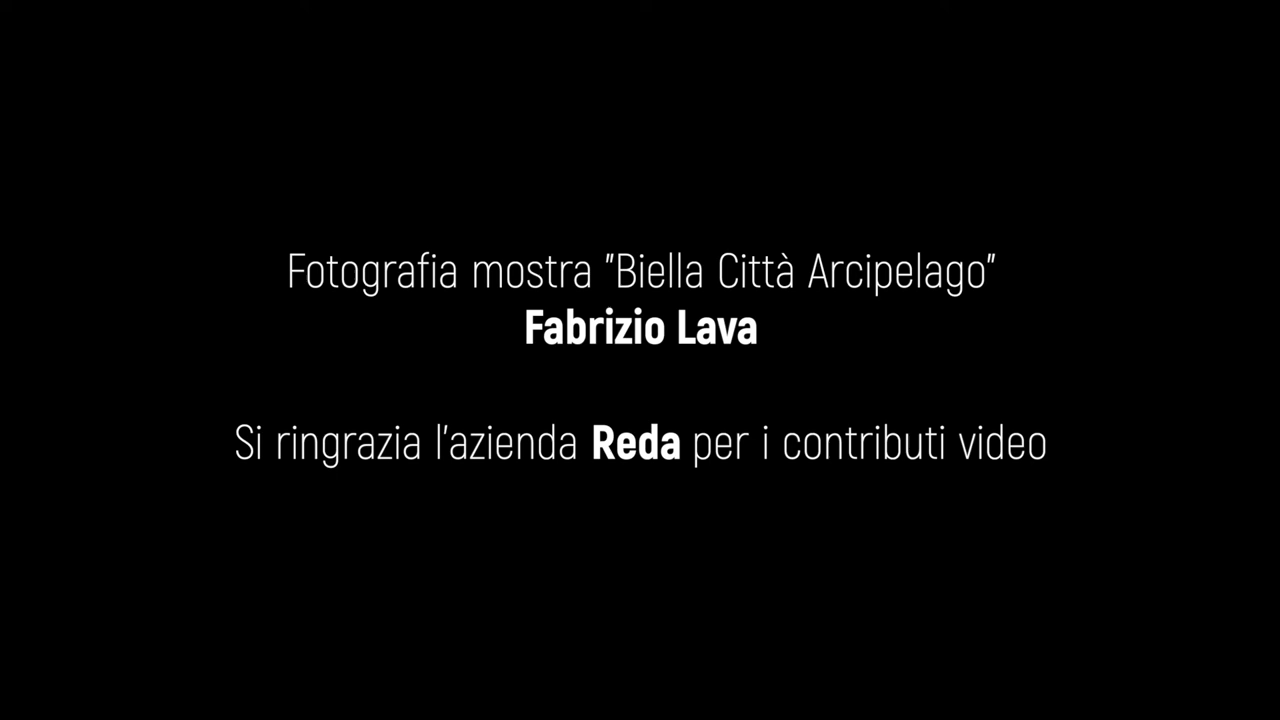 Fotografia mostra "Biella Città Arcipelago"
Fabrizio Lava
Si ringrazia l'azienda Reda per i contributi video